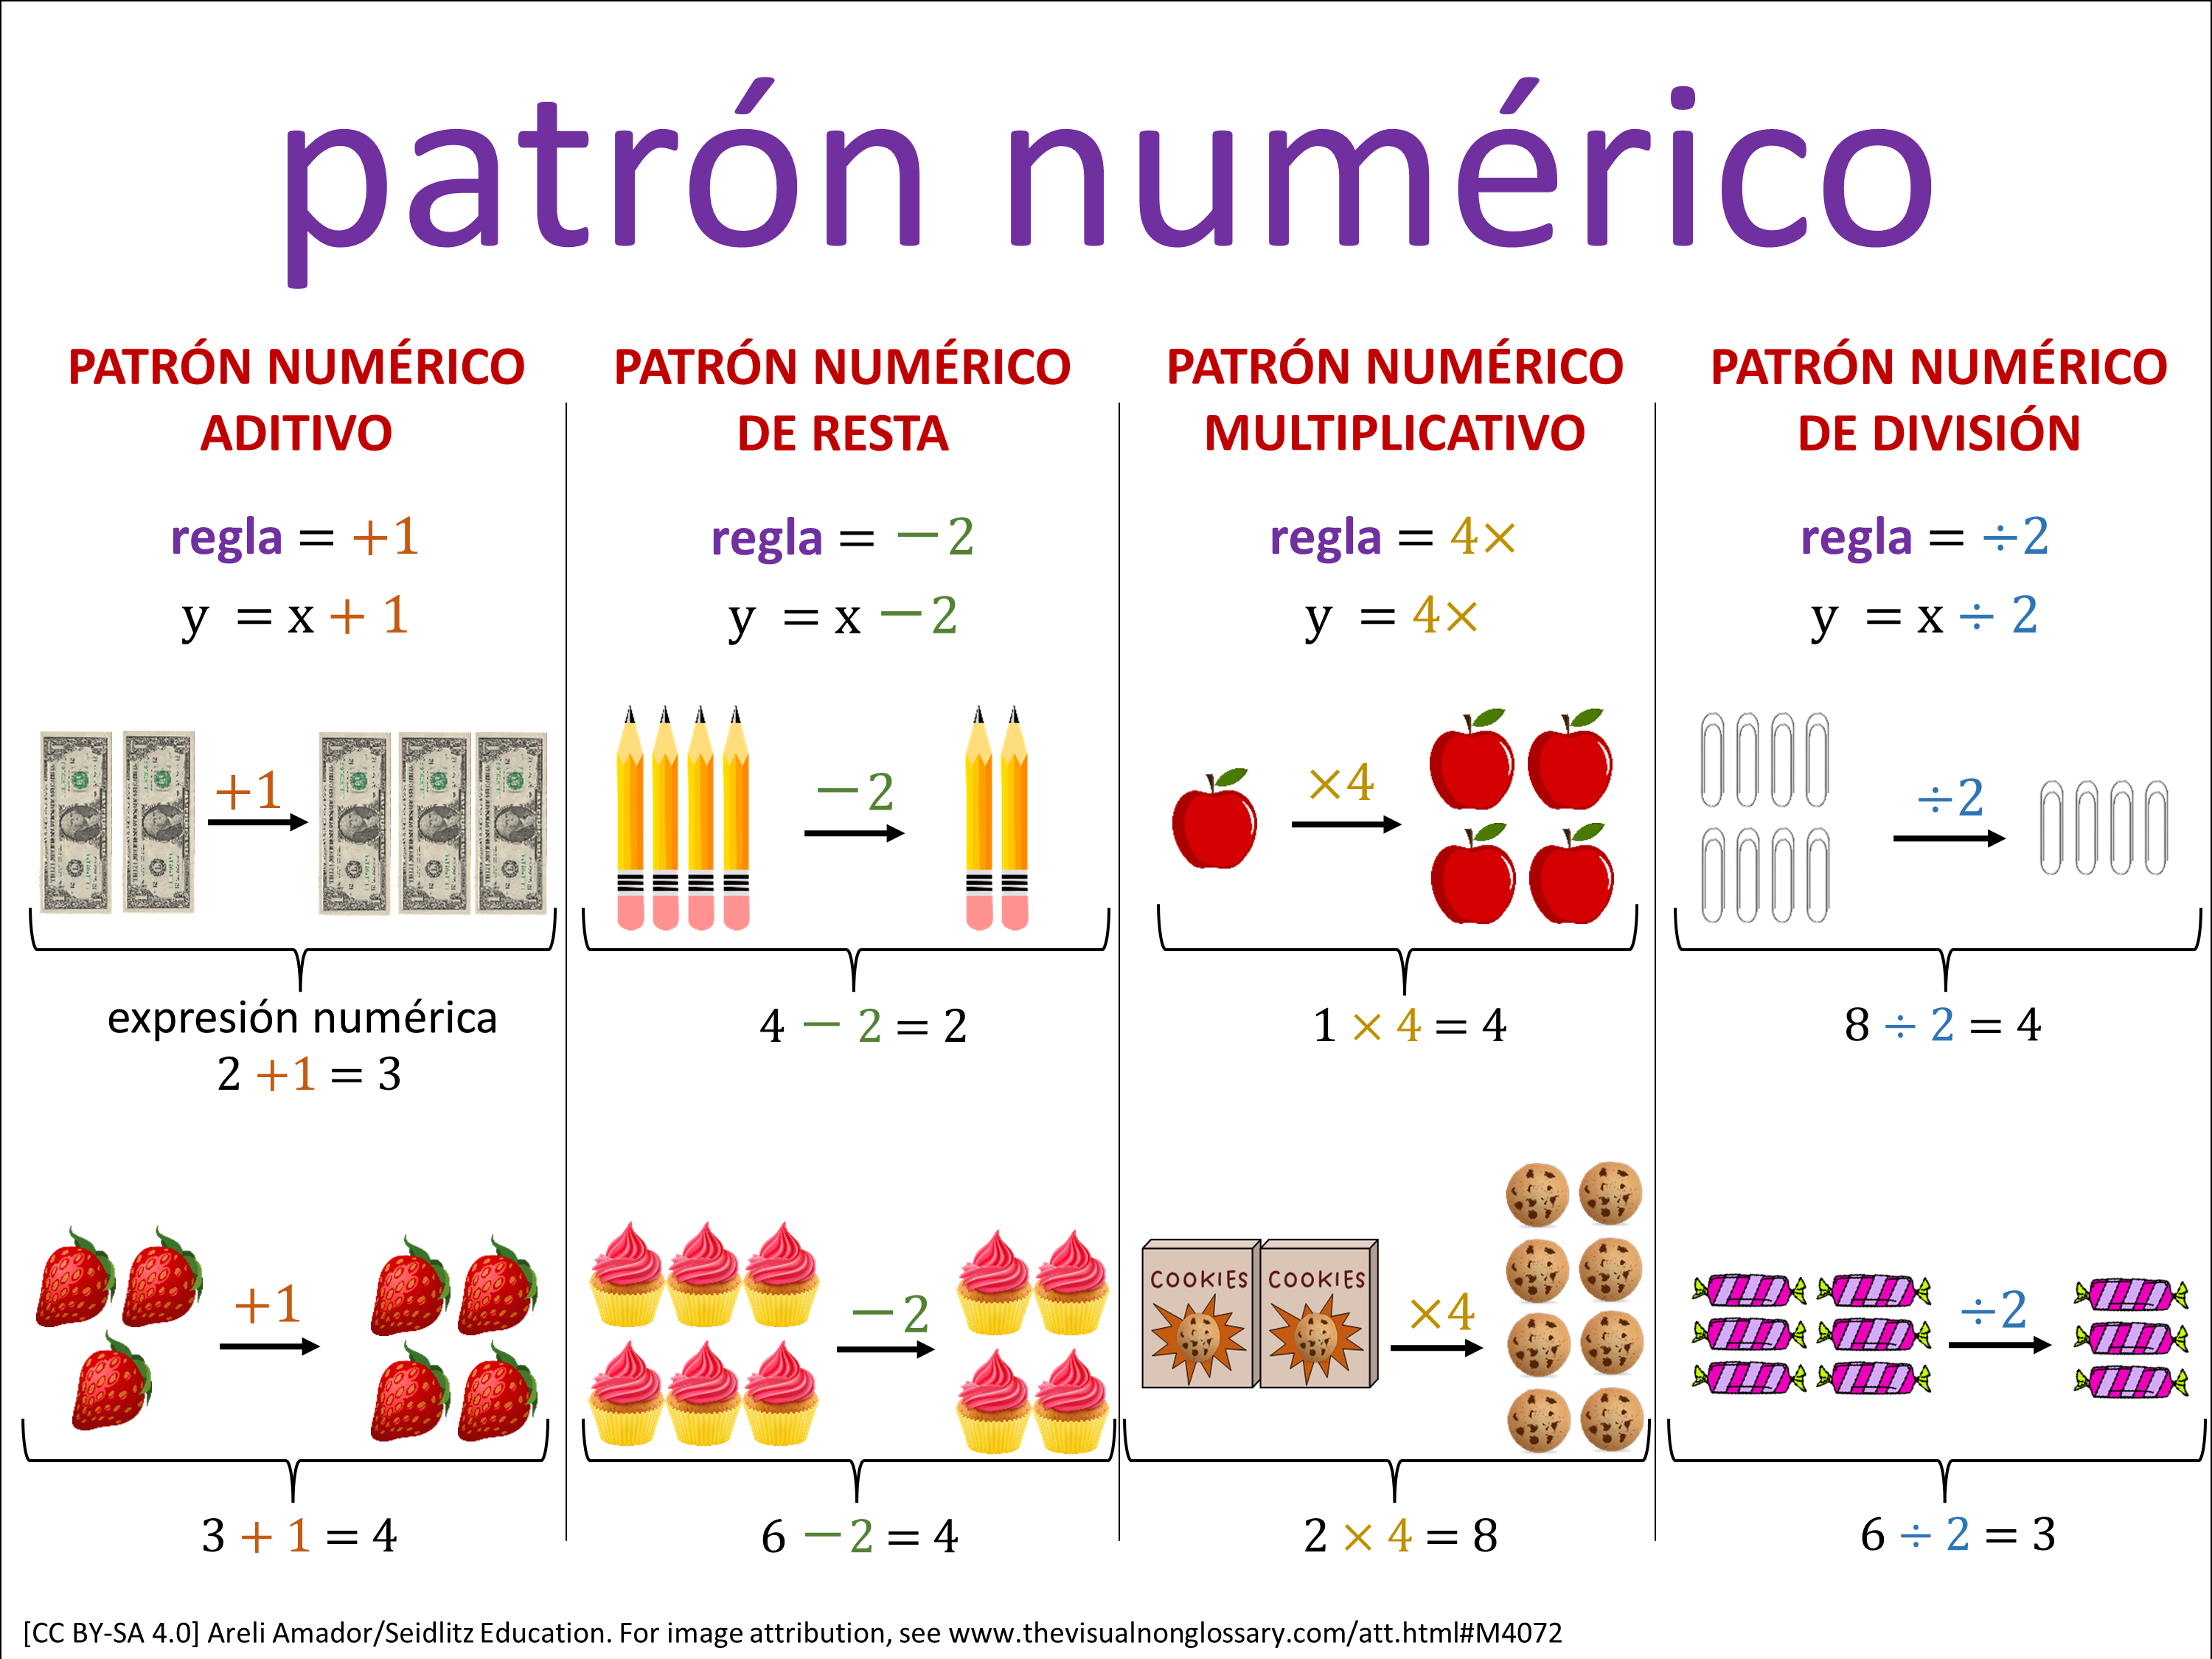 patrón numérico
PATRÓN NUMÉRICO
ADITIVO
regla = +1
y = x + 1
+1
expresión numérica
2 +1 = 3
+1
3 + 1 = 4
PATRÓN NUMÉRICO
DE RESTA
regla = −2
y = x −2
−2
4 − 2 = 2
−2
6 −2 = 4
PATRÓN NUMÉRICO
MULTIPLICATIVO
regla = 4×
y = 4×
×4
1 × 4 = 4
COOKIES COOKIES
×4
2 × 4 = 8
PATRÓN NUMÉRICO
DE DIVISIÓN
regla = ÷2
y = x ÷ 2
÷2
8 ÷ 2 = 4
÷2
6 ÷ 2 = 3
[CC BY-SA 4.0] Areli Amador/Seidlitz Education. For image attribution, see www.thevisualnonglossary.com/att.html#M4072